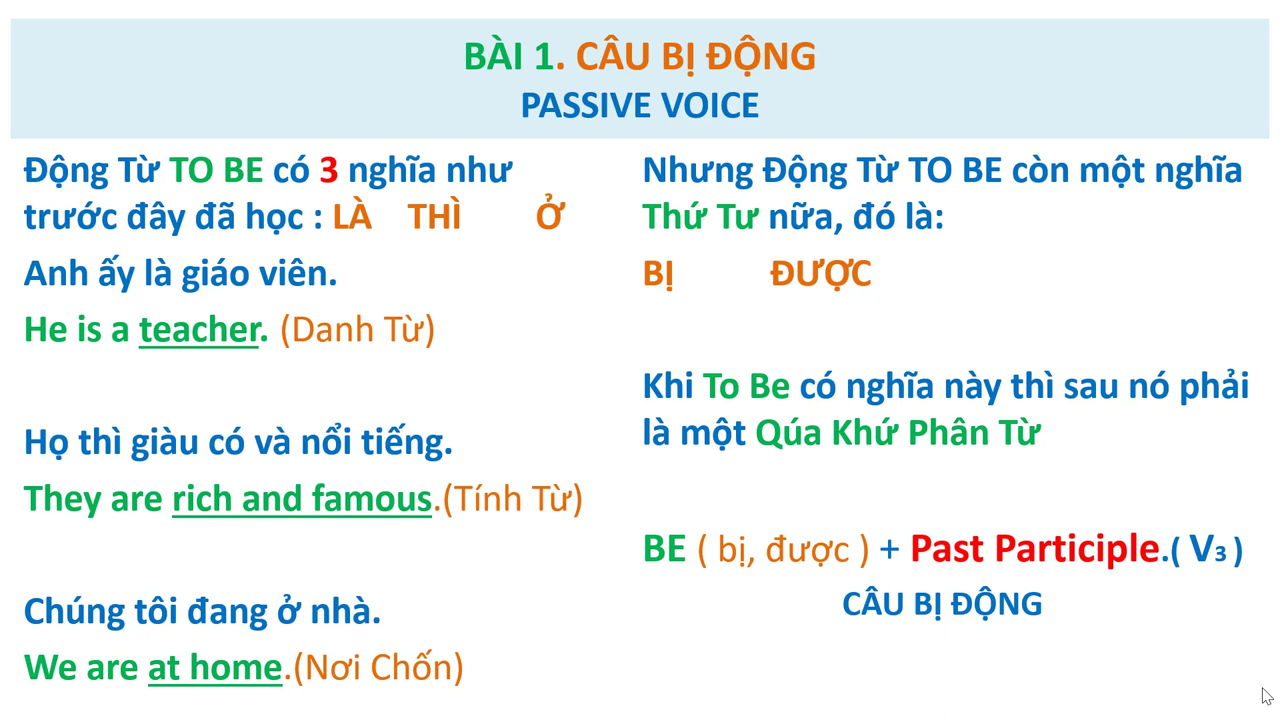 BÀI 1. CÂU BỊ ĐỘNG
PASSIVE VOICE
Động Từ TO BE có 3 nghĩa như
trước đây đã học : LÀ THÌ Ở
Anh ấy là giáo viên.
He is a teacher. (Danh Từ)
Họ thì giàu có và nổi tiếng.
They are rich and famous.(Tính Từ)
Chúng tôi đang ở nhà.
We are at home.(Nơi Chốn)
Nhưng Động Từ TO BE còn một nghĩa
Thứ Tư nữa, đó là:
BỊ ĐƯỢC
Khi To Be có nghĩa này thì sau nó phải
là một Qúa Khứ Phân Từ
BE ( bị, được ) + Past Participle.( V₃ )
CÂU BỊ ĐỘNG